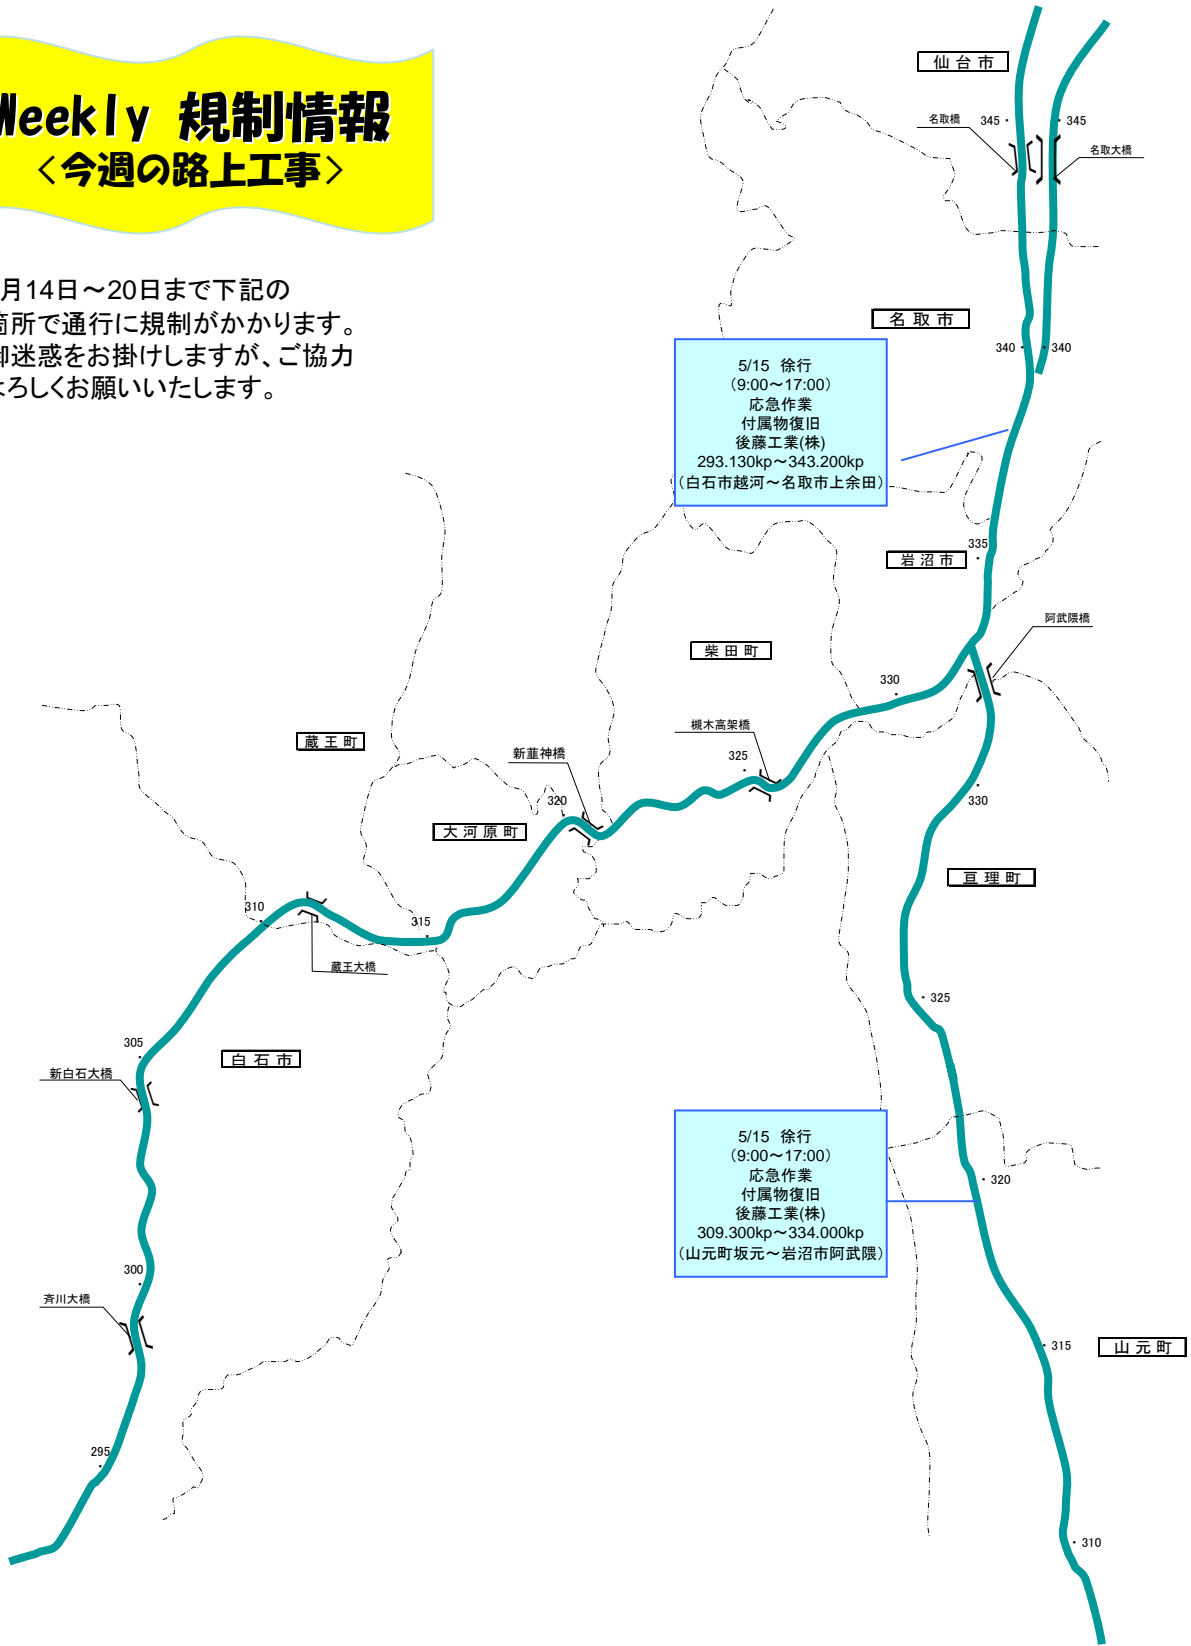 Weekly 規制情報
<今週の路上工事>
月14日～20日まで下記の
箇所で通行に規制がかかります。
御迷惑をお掛けしますが、ご協力
よろしくお願いいたします。
仙台市
名取橋
345
345
名取大橋
名取市
340
340
5/15 徐行
(9:00～17:00)
応急作業
付属物復旧
後藤工業(株)
293.130kp～343.200kp
(白石市越河～名取市上余田)
335
岩沼市
阿武隈橋
柴田町
330
槻木高架橋
325
蔵王町
新韮神橋
320
330
大河原町
亘理町
310
315
蔵王大橋
325
305
白石市
新白石大橋
5/15 徐行
(9:00～17:00)
応急作業
付属物復旧
後藤工業(株)
309.300kp～334.000kp
(山元町坂元～岩沼市阿武隈)
320
300
斉川大橋
315
山元町
295
310